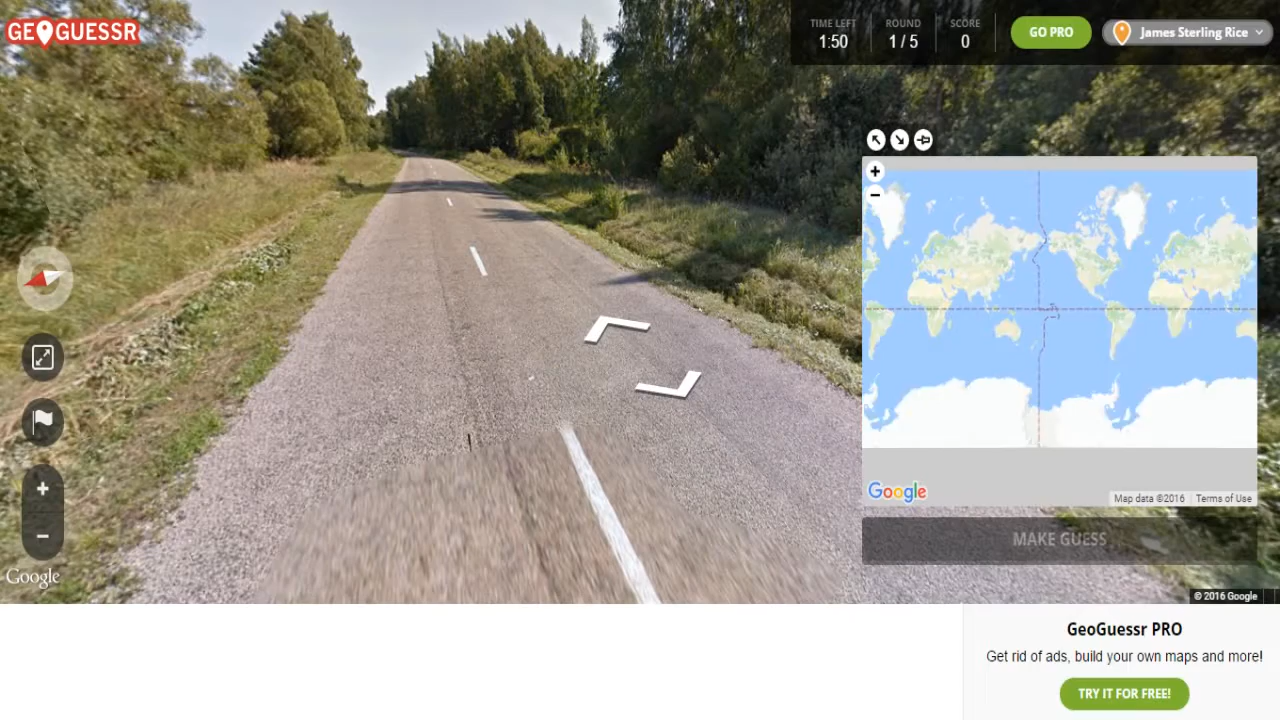 GEOGUESSR
TIME LEFT
1:50
ROUND
1 / 5
SCORE
0
GO PRO
James Sterling Rice
+
−
Google
Map data ©2016
Terms of Use
MAKE GUESS
+
−
Google
© 2016 Google
GeoGuessr PRO
Get rid of ads, build your own maps and more!
TRY IT FOR FREE!